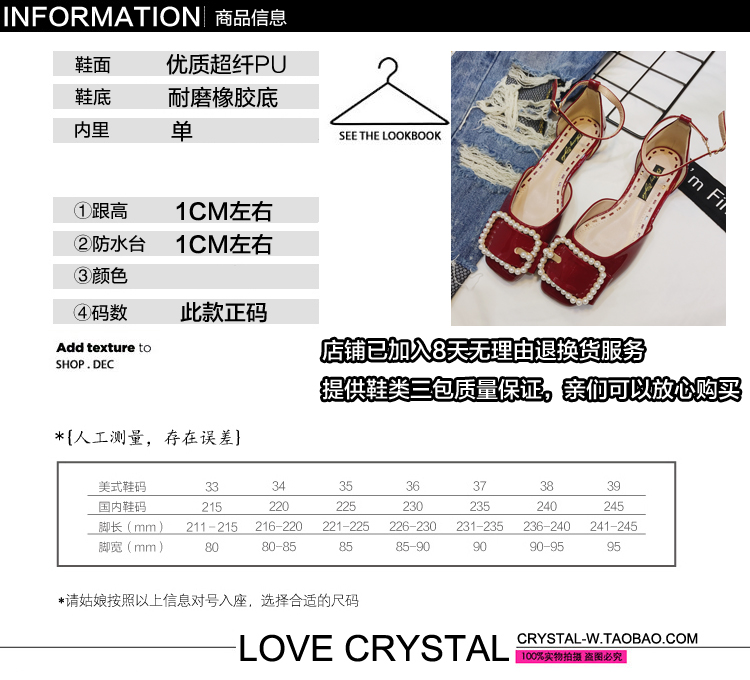 INFORMATION 商品信息
鞋面 优质超纤PU
鞋底 耐磨橡胶底
内里 单
SEE THE LOOKBOOK
①跟高 1CM左右
②防水台 1CM左右
③颜色
④码数 此款正码
I'm Fin
Add texture to
SHOP . DEC
店铺已加入8天无理由退换货服务
提供鞋类三包质量保证，亲们可以放心购买
*{人工测量，存在误差}
美式鞋码 33 34 35 36 37 38 39
国内鞋码 215 220 225 230 235 240 245
脚长（mm） 211-215 216-220 221-225 226-230 231-235 236-240 241-245
脚宽（mm） 80 80-85 85 85-90 90 90-95 95
*请姑娘按照以上信息对号入座，选择合适的尺码
LOVE CRYSTAL
CRYSTAL-W.TAOBAO.COM
100%实物拍摄 盗图必究